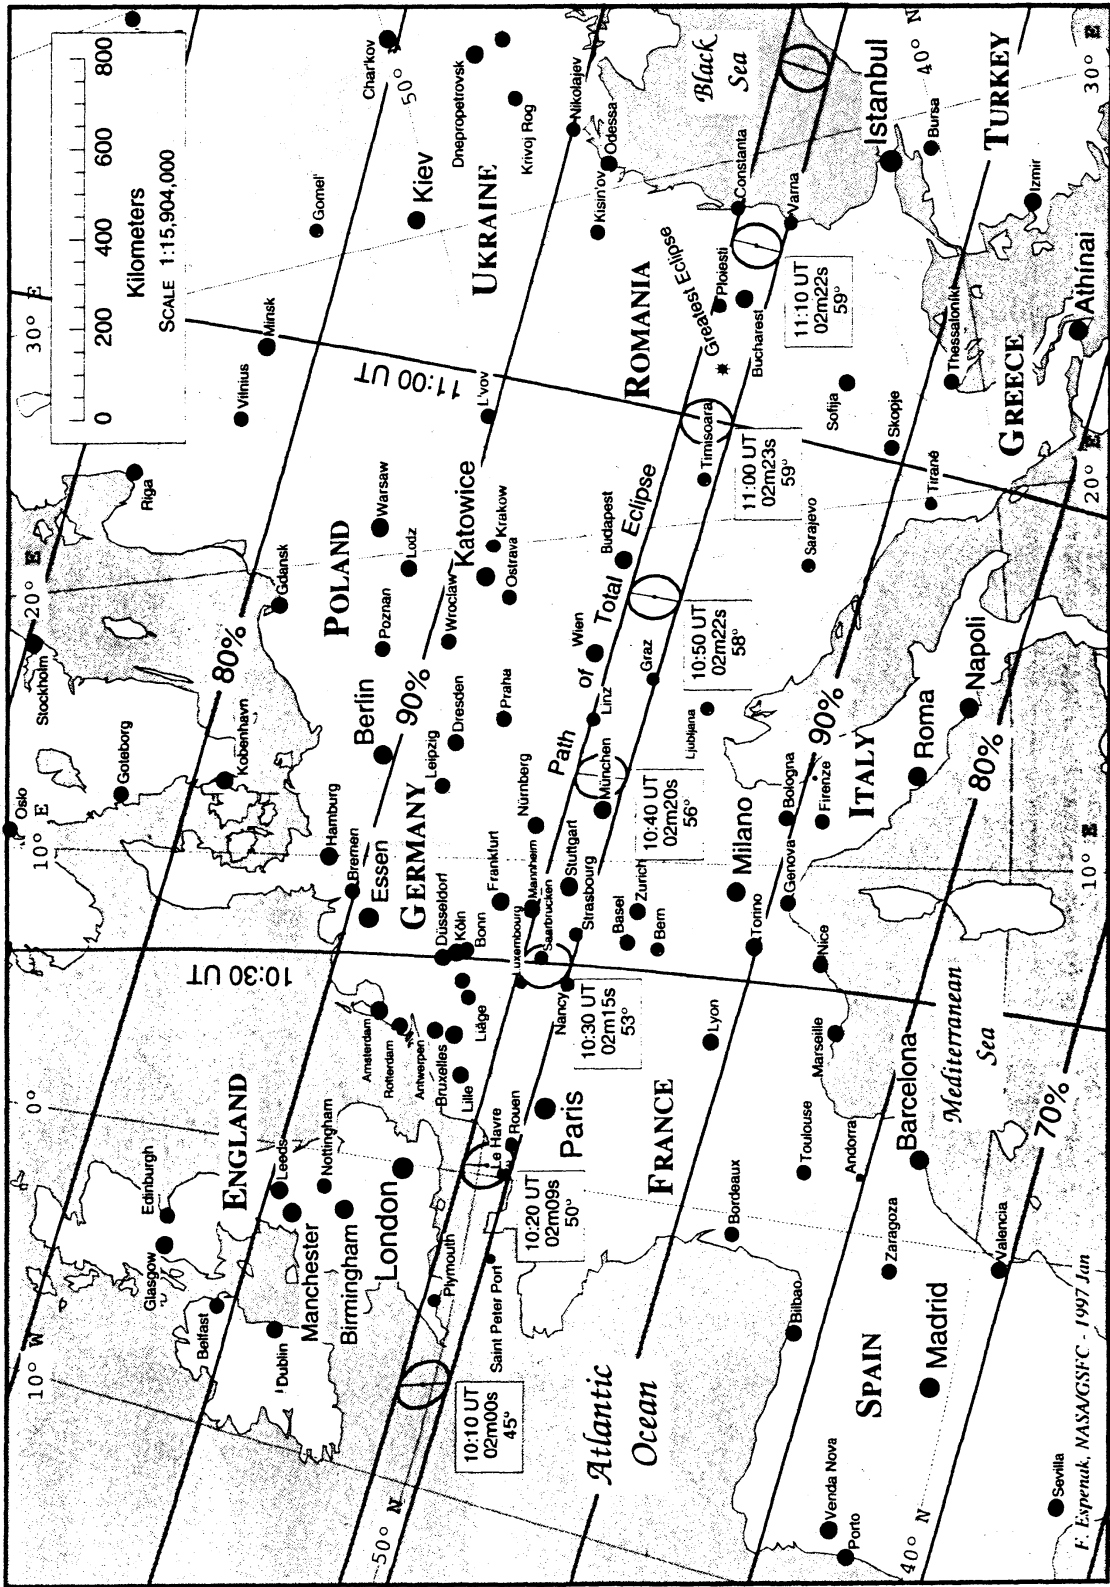 Kilometers
0 200 400 600 800
SCALE 1:15,904,000
10° W
0°
10° E
20° E
30° E
Oslo
Stockholm
Goteborg
Kobenhavn
Riga
Vilnius
Minsk
Gomel'
Char'kov
50°
Edinburgh
Glasgow
Belfast
Dublin
ENGLAND
Leeds
Manchester
Nottingham
Birmingham
London
Plymouth
Saint Peter Port
80%
80%
90%
90%
70%
10:30 UT
11:00 UT
Hamburg
Bremen
Essen
Berlin
GERMANY
Leipzig
Dresden
Düsseldorf
Köln
Bonn
Frankfurt
Nürnberg
Mannheim
Saarbrucken
Stuttgart
München
Amsterdam
Rotterdam
Antwerpen
Bruxelles
Liège
Lille
Luxembourg
Gdansk
POLAND
Poznan
Warsaw
Lodz
Wroclaw
Katowice
Krakow
Ostrava
Praha
Kiev
UKRAINE
L'vov
Dnepropetrovsk
Krivoj Rog
Nikolajev
Odessa
Kisin'ov
Path of Total Eclipse
Linz
Wien
Graz
Budapest
Ljubljana
Timisoara
ROMANIA
Greatest Eclipse
Ploiesti
Bucharest
Constanta
Varna
Black
Sea
Le Havre
Rouen
Paris
Nancy
Strasbourg
Basel
Zurich
Bern
FRANCE
Lyon
Bordeaux
Toulouse
Marseille
Nice
Andorra
10:10 UT
02m00s
45°
10:20 UT
02m09s
50°
10:30 UT
02m15s
53°
10:40 UT
02m20s
56°
10:50 UT
02m22s
58°
11:00 UT
02m23s
59°
11:10 UT
02m22s
59°
Milano
Torino
Genova
Bologna
Firenze
ITALY
Roma
Napoli
Sarajevo
Sofija
Skopje
Tiranë
Thessaloniki
GREECE
Athínai
Istanbul
Bursa
TURKEY
Izmir
40° N
50° N
Atlantic
Ocean
Bilbao
SPAIN
Madrid
Zaragoza
Barcelona
Valencia
Venda Nova
Porto
Sevilla
Mediterranean
Sea
40° N
10° E
20° E
30° E
F. Espenak, NASA/GSFC - 1997 Jan